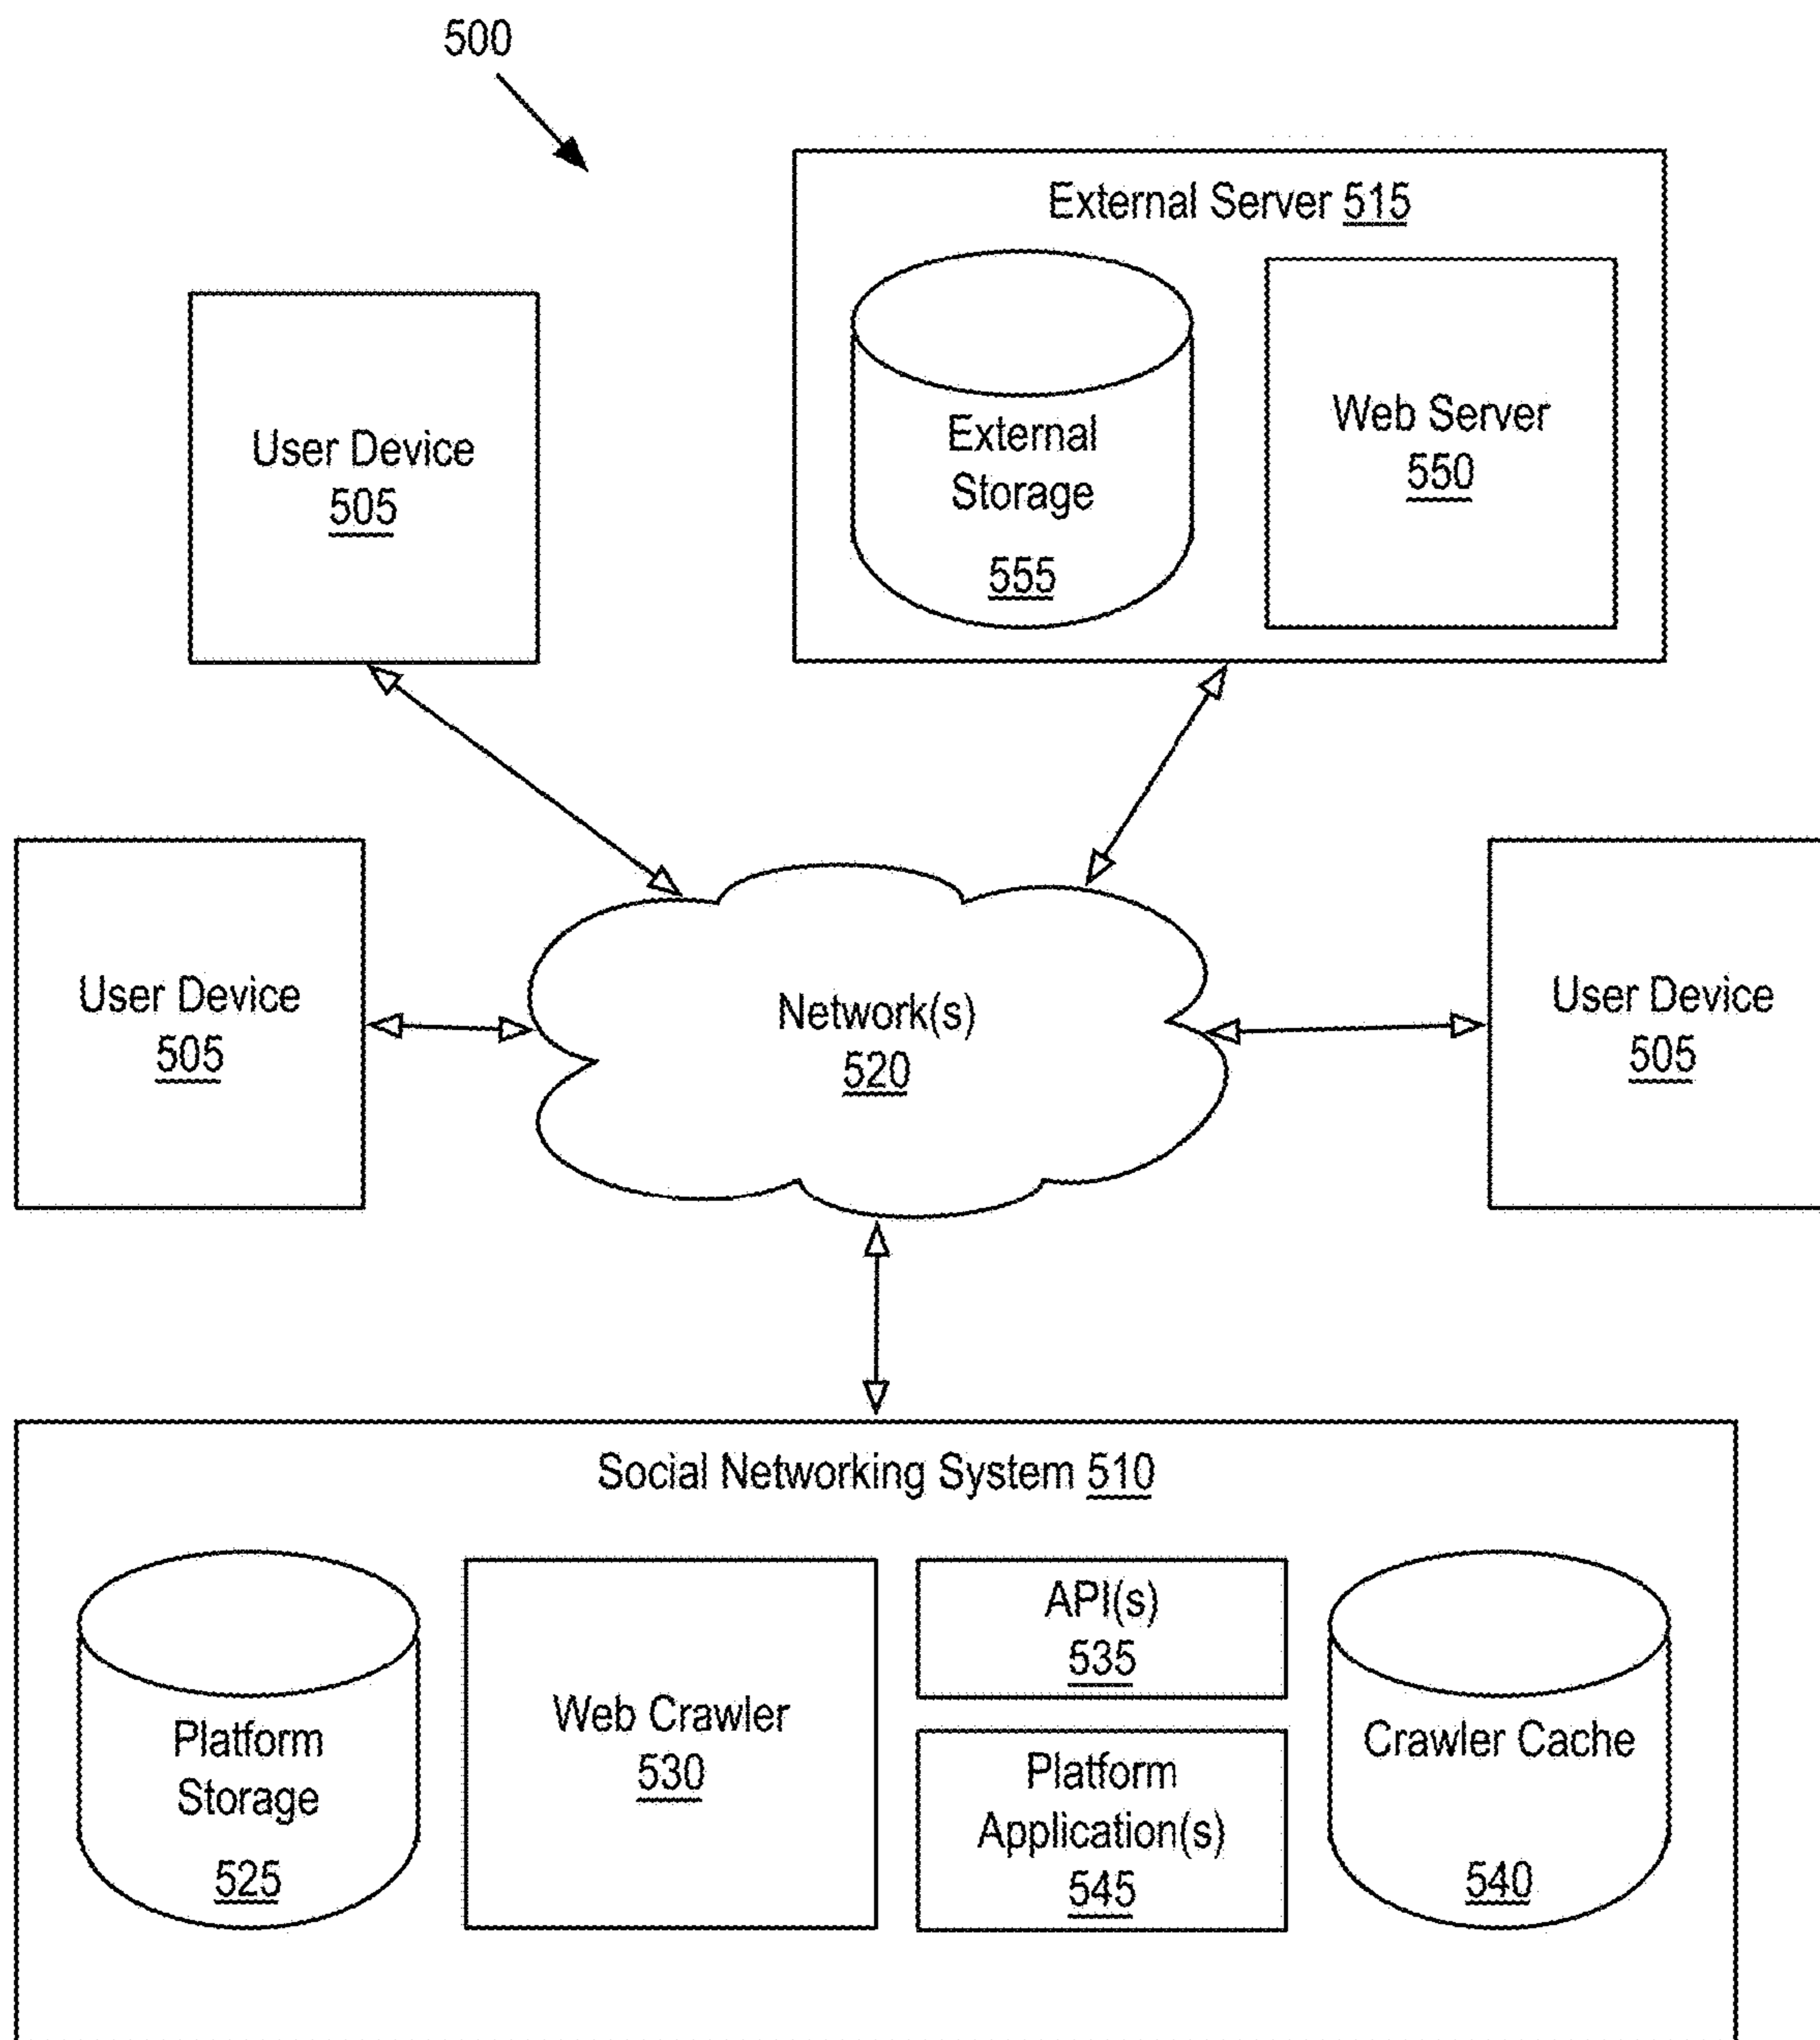 500
External Server 515
External
Storage
555
Web Server
550
User Device
505
User Device
505
Network(s)
520
User Device
505
Social Networking System 510
Platform
Storage
525
Web Crawler
530
API(s)
535
Platform
Application(s)
545
Crawler Cache
540